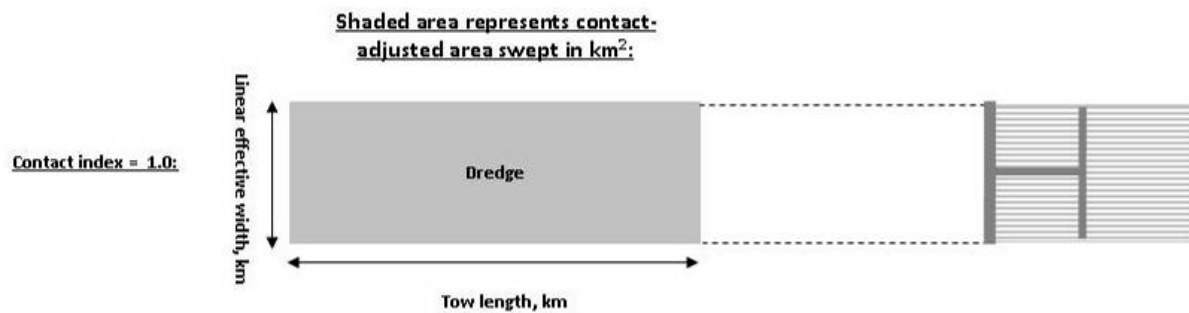 Shaded area represents contact-
adjusted area swept in km²:
Linear effective width, km
Contact index = 1.0:
Dredge
Tow length, km